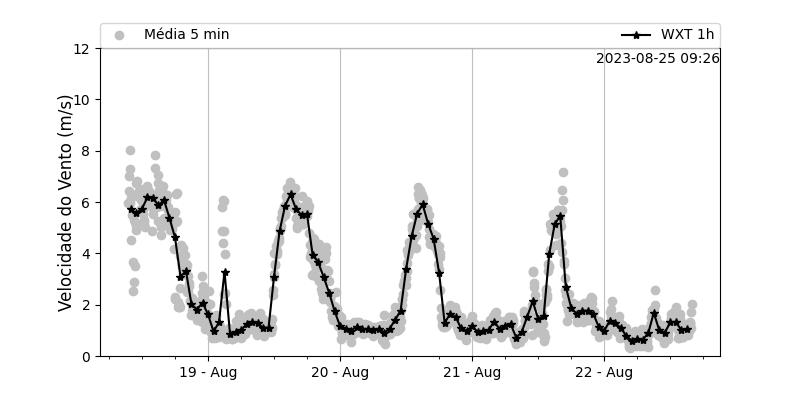 Média 5 min
WXT 1h
2023-08-25 09:26
Velocidade do Vento (m/s)
12
10
8
6
4
2
0
19 - Aug
20 - Aug
21 - Aug
22 - Aug